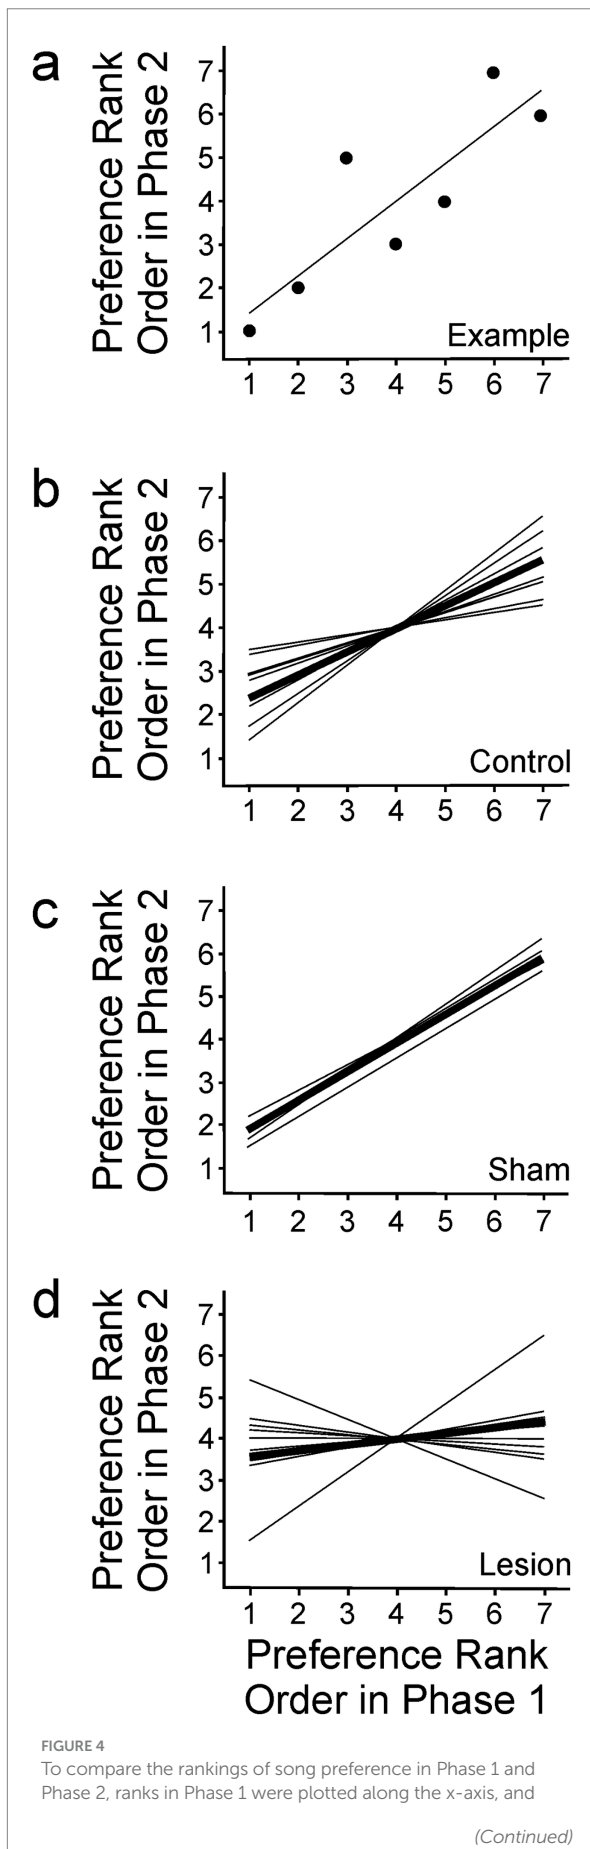 a
Preference Rank
Order in Phase 2
7
6
5
4
3
2
1
Example
1 2 3 4 5 6 7
b
Preference Rank
Order in Phase 2
7
6
5
4
3
2
1
Control
1 2 3 4 5 6 7
c
Preference Rank
Order in Phase 2
7
6
5
4
3
2
1
Sham
1 2 3 4 5 6 7
d
Preference Rank
Order in Phase 2
7
6
5
4
3
2
1
Lesion
1 2 3 4 5 6 7
Preference Rank
Order in Phase 1
FIGURE 4
To compare the rankings of song preference in Phase 1 and
Phase 2, ranks in Phase 1 were plotted along the x-axis, and
(Continued)